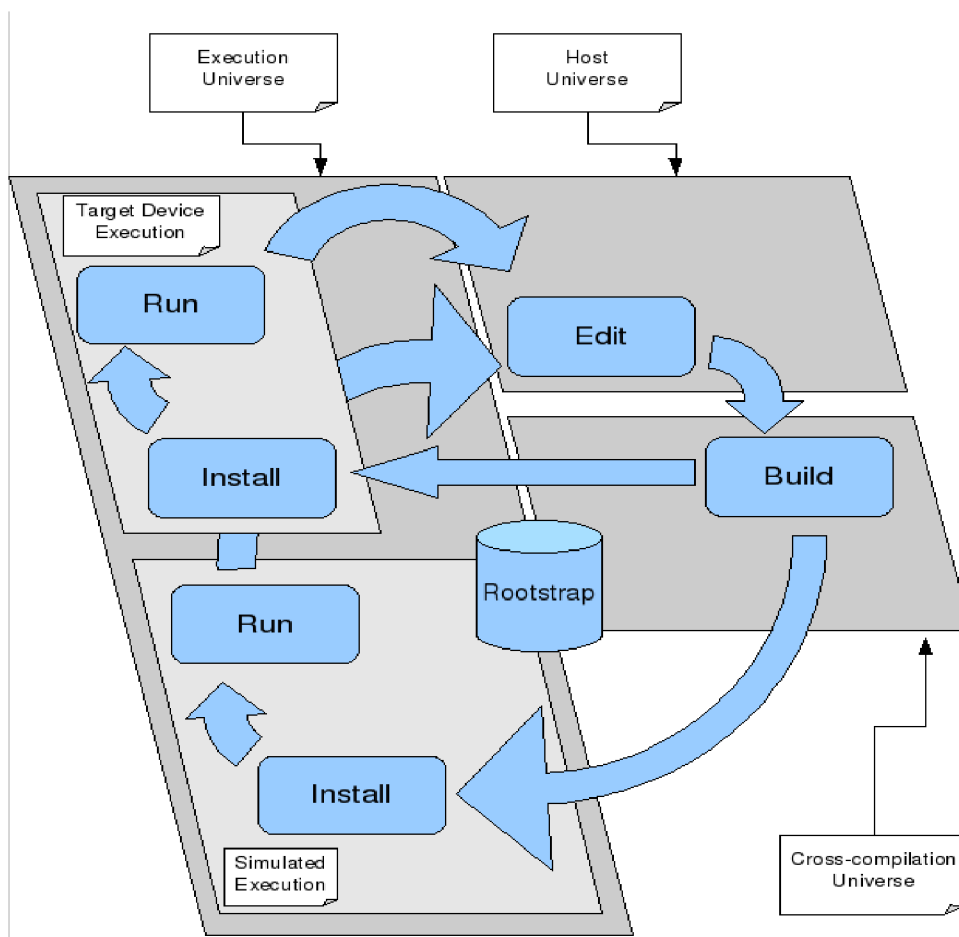 Execution
Universe
Host
Universe
Target Device
Execution
Run
Edit
Install
Build
Rootstrap
Run
Install
Simulated
Execution
Cross-compilation
Universe